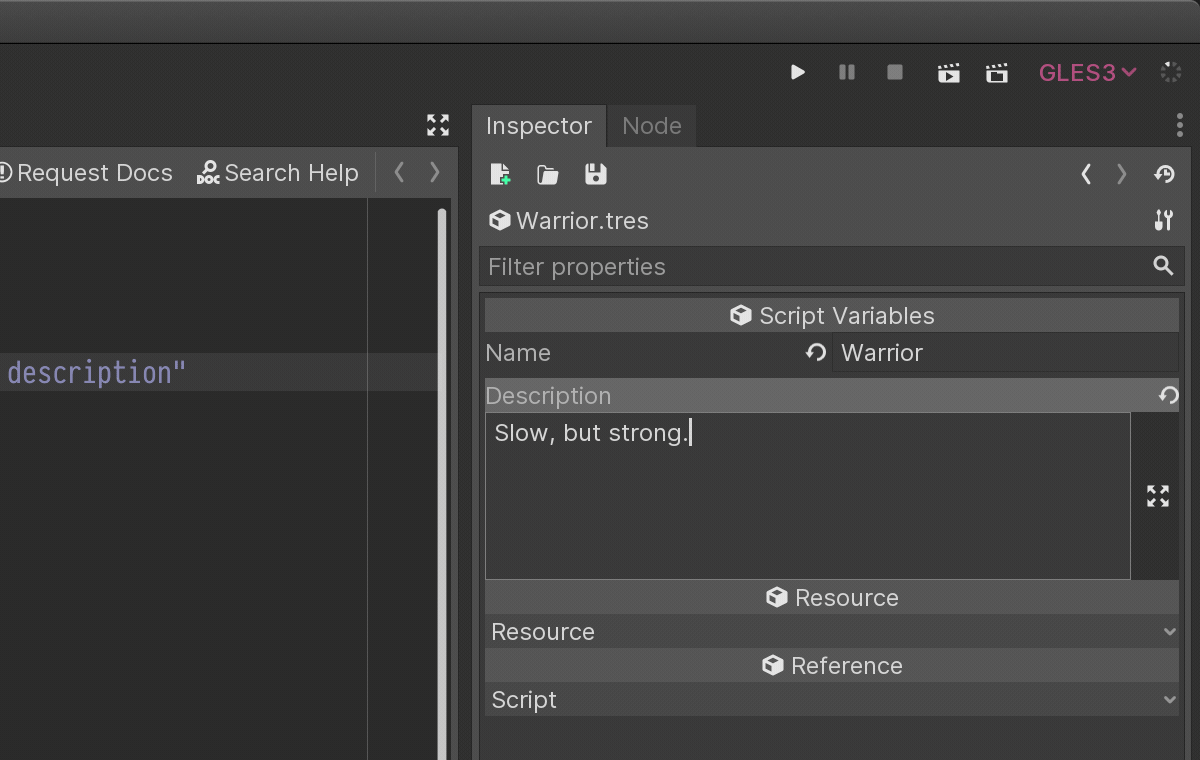 GLES3
Inspector
Node
Request Docs
DOC
Search Help
Warrior.tres
Filter properties
Script Variables
Name
Warrior
description"
Description
Slow, but strong.
Resource
Resource
Reference
Script